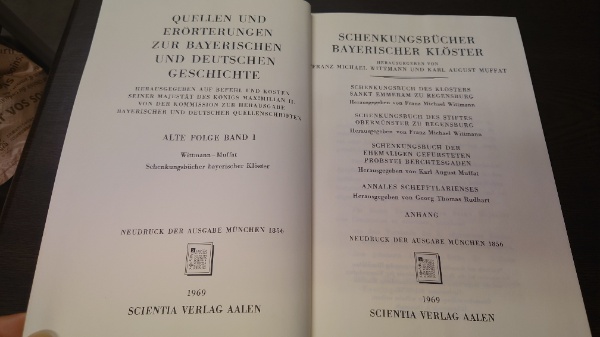 QUELLEN UND
ERÖRTERUNGEN
ZUR BAYERISCHEN
UND DEUTSCHEN
GESCHICHTE
HERAUSGEGEBEN AUF BEFEHL UND KOSTEN
SEINER MAJESTÄT DES KÖNIGS MAXIMILIAN II.
VON DER KOMMISSION ZUR HERAUSGABE
BAYERISCHER UND DEUTSCHER QUELLENSCHRIFTEN
ALTE FOLGE BAND I
Wittmann-Muffat
Schenkungsbücher bayerischer Klöster
NEUDRUCK DER AUSGABE MÜNCHEN 1856
1969
SCIENTIA VERLAG AALEN
SCHENKUNGSBÜCHER
BAYERISCHER KLÖSTER
HERAUSGEGEBEN VON
FRANZ MICHAEL WITTMANN UND KARL AUGUST MUFFAT
SCHENKUNGSBUCH DES KLOSTERS
SANKT EMMERAM ZU REGENSBURG
Herausgegeben von Franz Michael Wittmann
SCHENKUNGSBUCH DES STIFTES
OBERMÜNSTER ZU REGENSBURG
Herausgegeben von Franz Michael Wittmann
SCHENKUNGSBUCH DER
EHEMALIGEN GEFÜRSTETEN
PROBSTEI BERCHTESGADEN
Herausgegeben von Karl August Muffat
ANNALES SCHEFTLARIENSES
Herausgegeben von Georg Thomas Rudhart
ANHANG
NEUDRUCK DER AUSGABE MÜNCHEN 1856
1969
SCIENTIA VERLAG AALEN